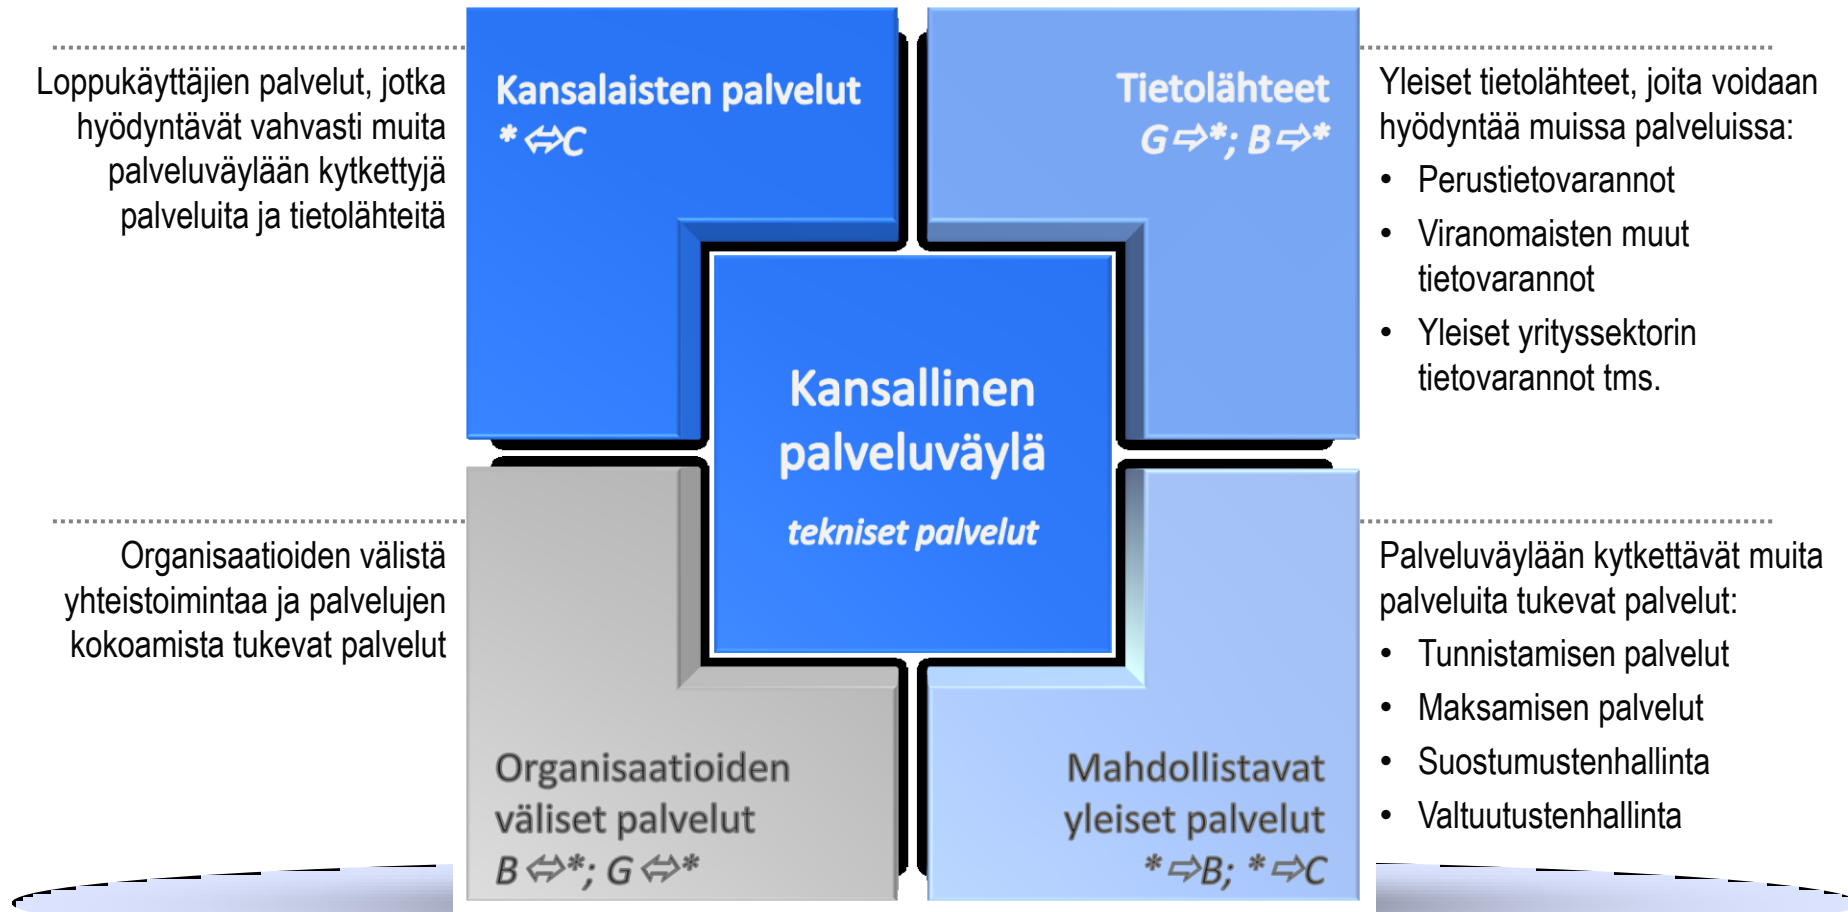 Loppukäyttäjien palvelut, jotka
hyödyntävät vahvasti muita
palveluväylään kytkettyjä
palveluita ja tietolähteitä
Kansalaisten palvelut
* ⇔C
Tietolähteet
G⇨*; B⇨*
Yleiset tietolähteet, joita voidaan
hyödyntää muissa palveluissa:
• Perustietovarannot
• Viranomaisten muut
tietovarannot
• Yleiset yrityssektorin
tietovarannot tms.
Kansallinen
palveluväylä
tekniset palvelut
Organisaatioiden välistä
yhteistoimintaa ja palvelujen
kokoamista tukevat palvelut
Organisaatioiden
väliset palvelut
B⇔*; G⇔*
Mahdollistavat
yleiset palvelut
*⇨B; *⇨C
Palveluväylään kytkettävät muita
palveluita tukevat palvelut:
• Tunnistamisen palvelut
• Maksamisen palvelut
• Suostumustenhallinta
• Valtuutustenhallinta